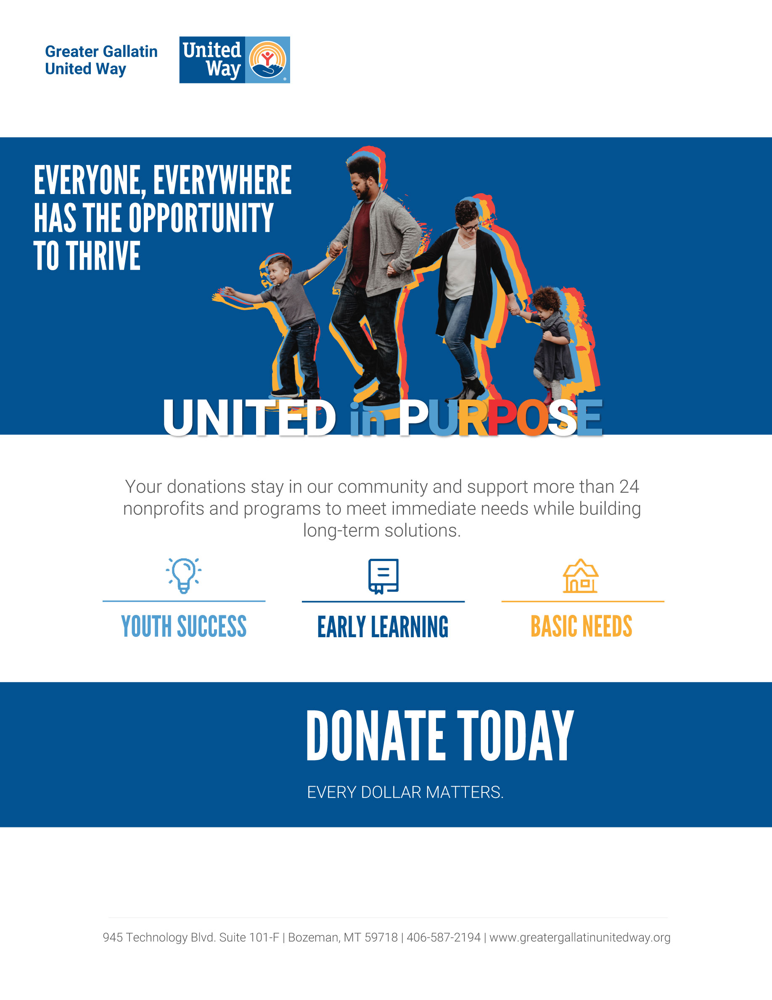 Greater Gallatin
United Way
United
Way
®
EVERYONE, EVERYWHERE
HAS THE OPPORTUNITY
TO THRIVE
UNITED in PURPOSE
Your donations stay in our community and support more than 24
nonprofits and programs to meet immediate needs while building
long-term solutions.
YOUTH SUCCESS
EARLY LEARNING
BASIC NEEDS
DONATE TODAY
EVERY DOLLAR MATTERS.
945 Technology Blvd. Suite 101-F | Bozeman, MT 59718 | 406-587-2194 | www.greatergallatinunitedway.org